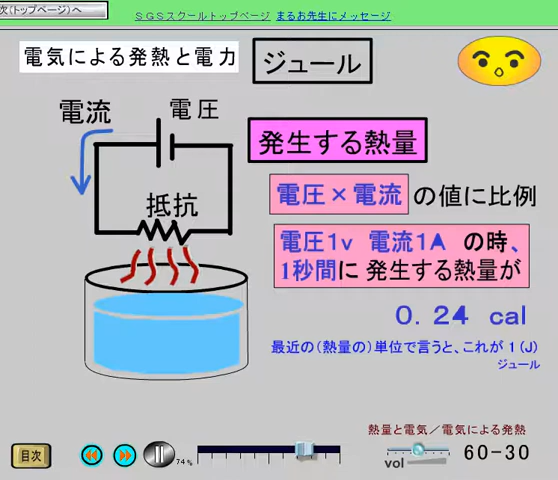 次(トップページ)へ
SGSスクールトップページ まるお先生にメッセージ
電気による発熱と電力
ジュール
電流
電圧
抵抗
発生する熱量
電圧×電流 の値に比例
電圧1v 電流1A の時、
1秒間に 発生する熱量が
0.24 cal
最近の(熱量の)単位で言うと、これが 1(J)
ジュール
熱量と電気/電気による発熱
目次
74%
vol
60-30